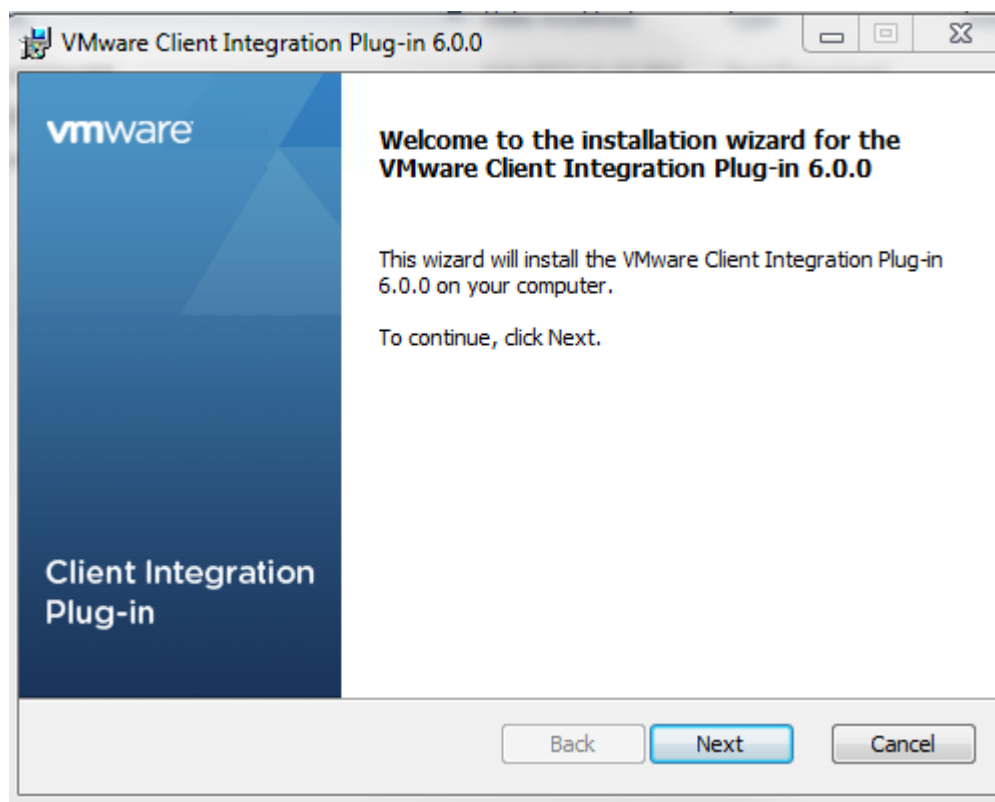 VMware Client Integration Plug-in 6.0.0
vmware
Welcome to the installation wizard for the
VMware Client Integration Plug-in 6.0.0
This wizard will install the VMware Client Integration Plug-in
6.0.0 on your computer.
To continue, click Next.
Client Integration
Plug-in
Back
Next
Cancel